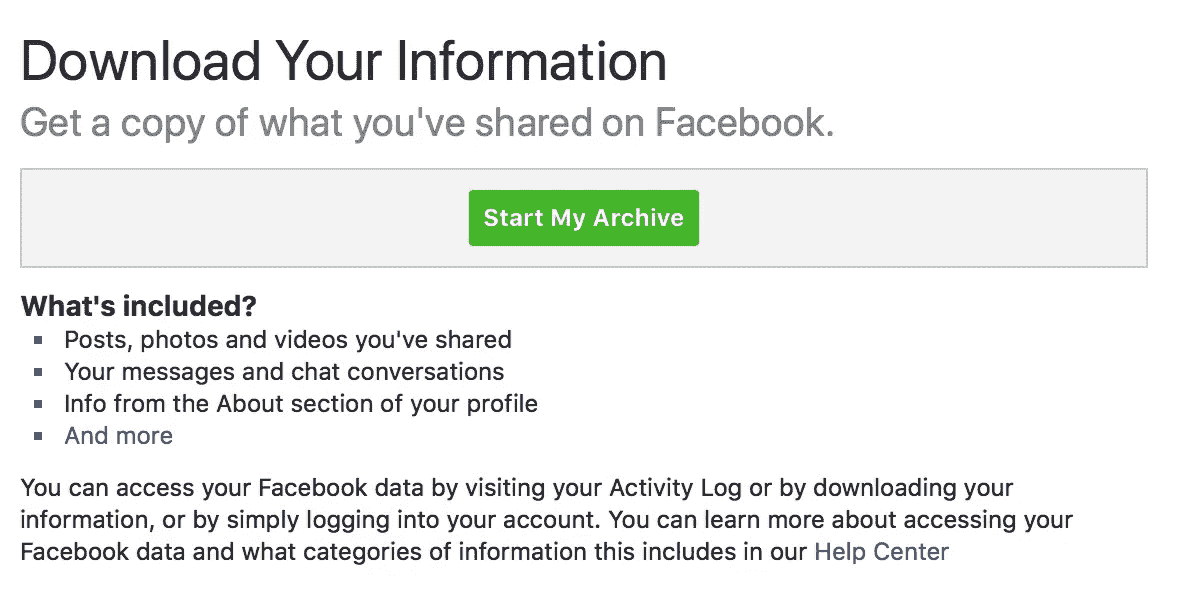 Download Your Information
Get a copy of what you've shared on Facebook.
Start My Archive
What's included?
Posts, photos and videos you've shared
Your messages and chat conversations
Info from the About section of your profile
And more
You can access your Facebook data by visiting your Activity Log or by downloading your
information, or by simply logging into your account. You can learn more about accessing your
Facebook data and what categories of information this includes in our Help Center